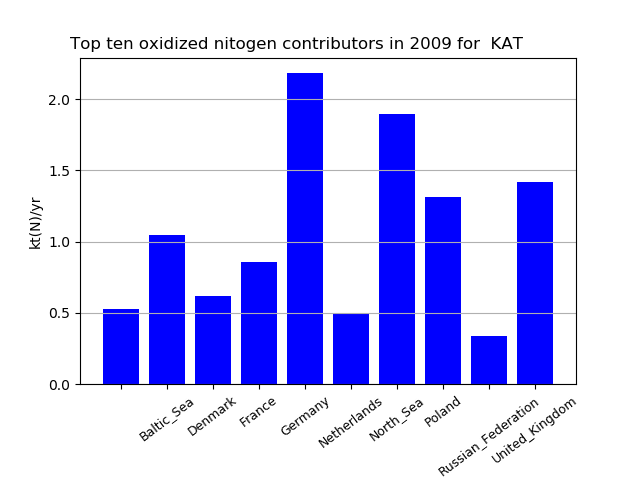 Top ten oxidized nitogen contributors in 2009 for KAT
kt(N)/yr
2.0
1.5
1.0
0.5
0.0
Baltic_Sea
Denmark
France
Germany
Netherlands
North_Sea
Poland
Russian_Federation
United_Kingdom